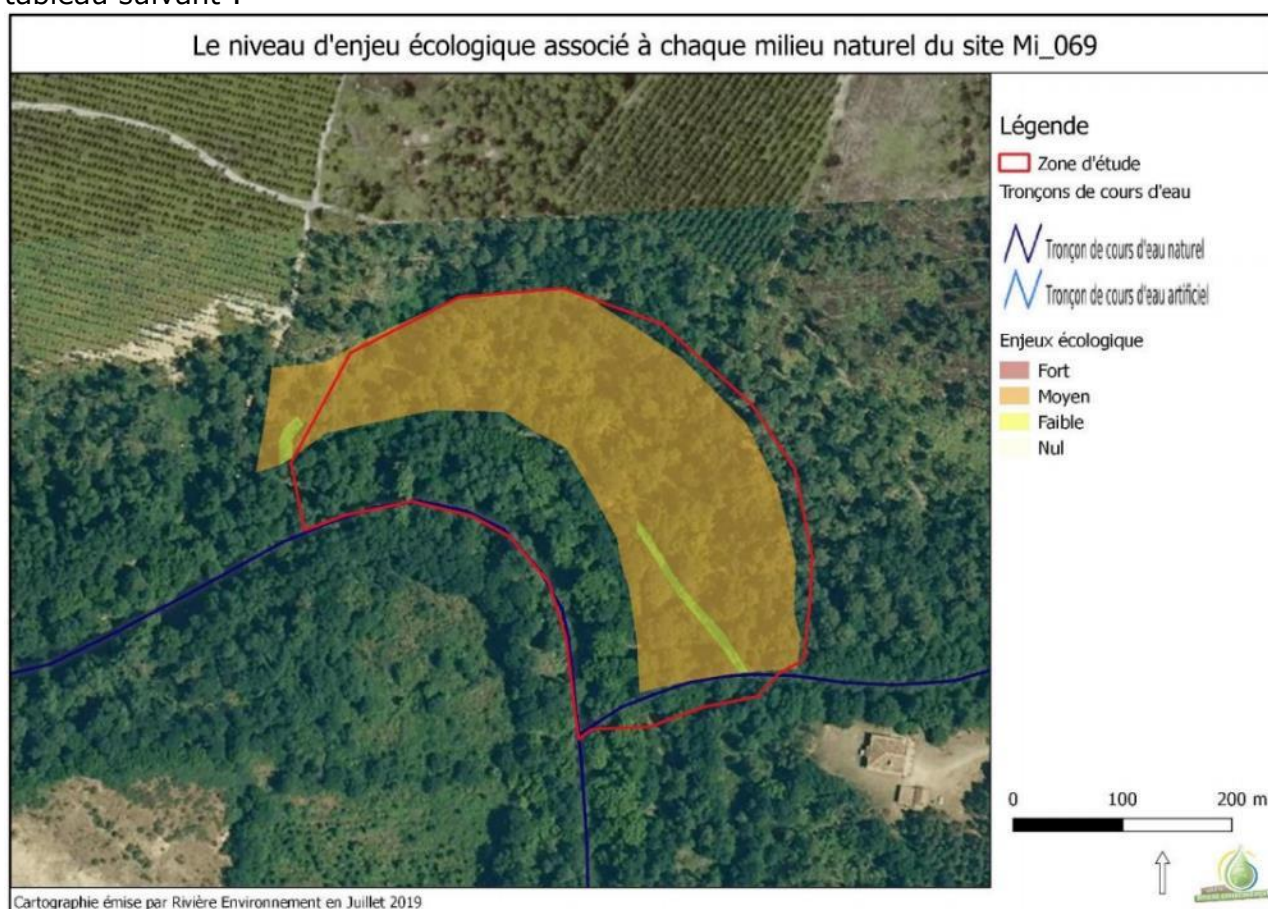 tableau suivant :
Le niveau d'enjeu écologique associé à chaque milieu naturel du site Mi_069
Légende
Zone d'étude
Tronçons de cours d'eau
Tronçon de cours d'eau naturel
Tronçon de cours d'eau artificiel
Enjeux écologique
Fort
Moyen
Faible
Nul
0 100 200 m
Cartographie émise par Rivière Environnement en Juillet 2019